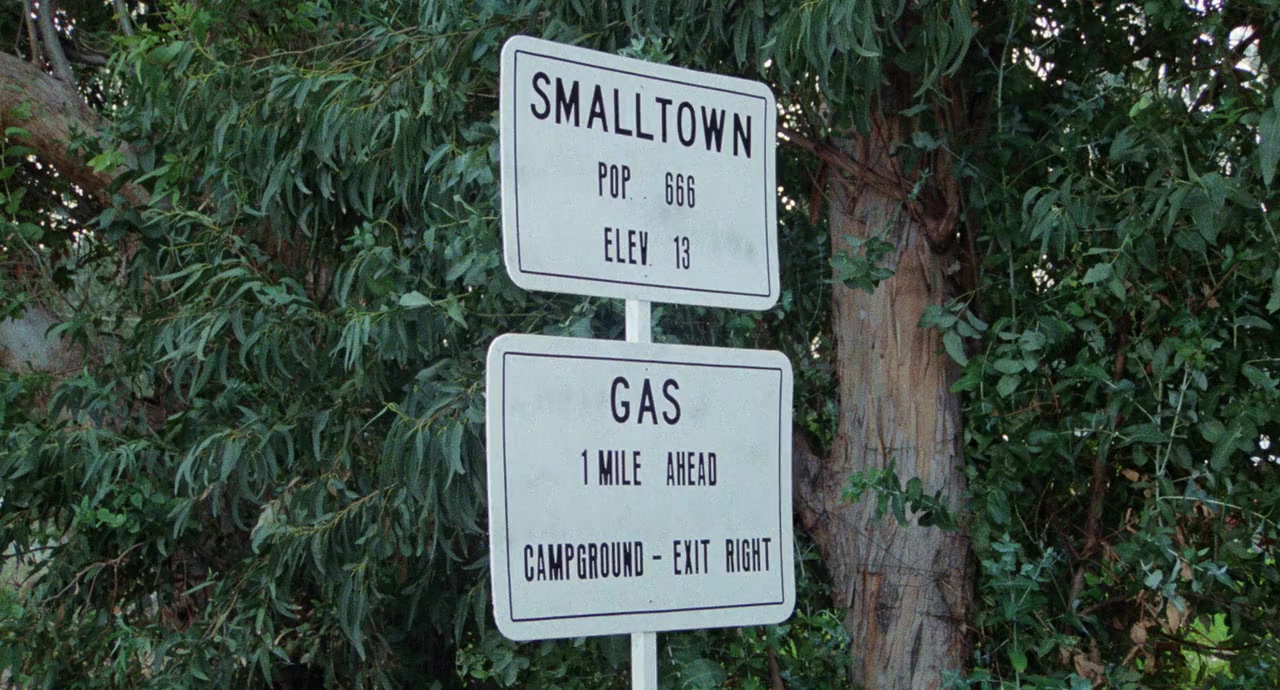 SMALLTOWN
POP. 666
ELEV. 13
GAS
1 MILE AHEAD
CAMPGROUND - EXIT RIGHT